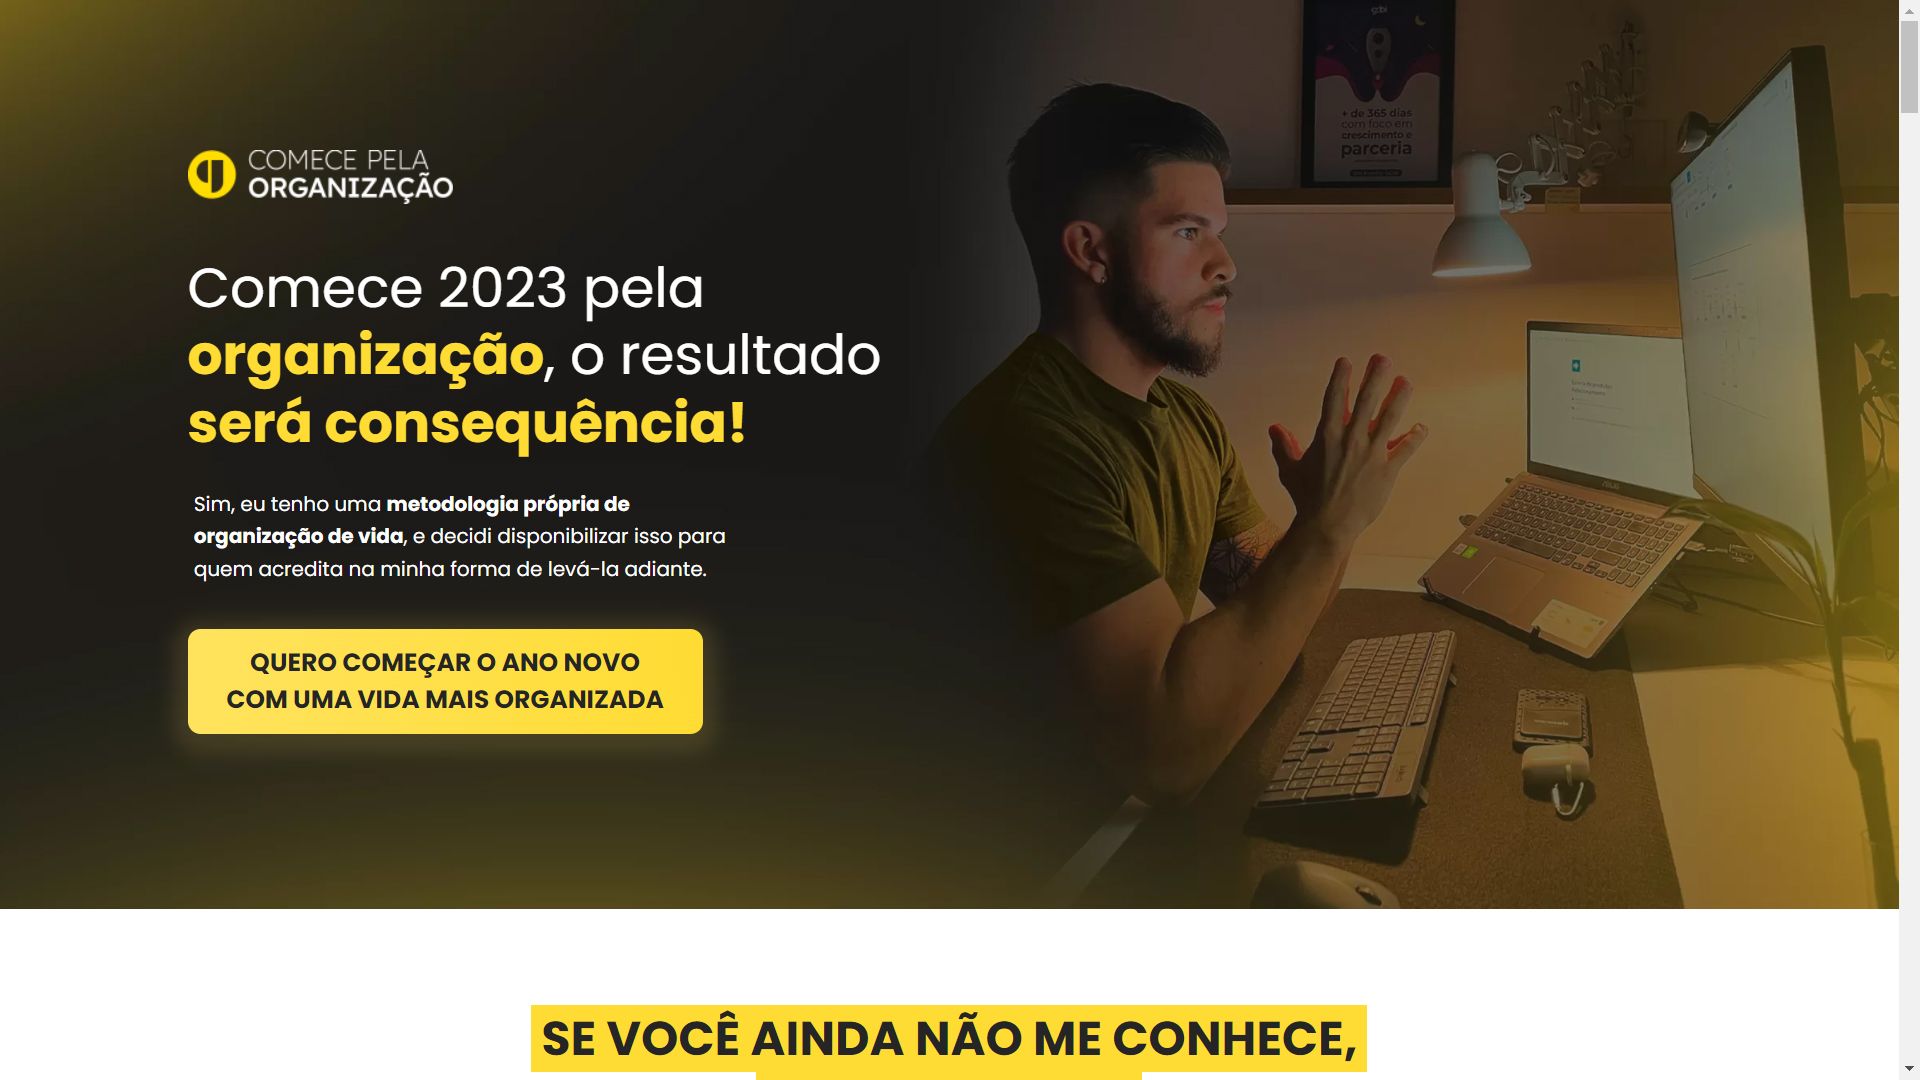 COMECE PELA
ORGANIZAÇÃO
Comece 2023 pela
organização, o resultado
será consequência!
Sim, eu tenho uma metodologia própria de
organização de vida, e decidi disponibilizar isso para
quem acredita na minha forma de levá-la adiante.
QUERO COMEÇAR O ANO NOVO
COM UMA VIDA MAIS ORGANIZADA
+ de 365 dias
com foco em
crescimento e
parceria
ASUS
SE VOCÊ AINDA NÃO ME CONHECE,